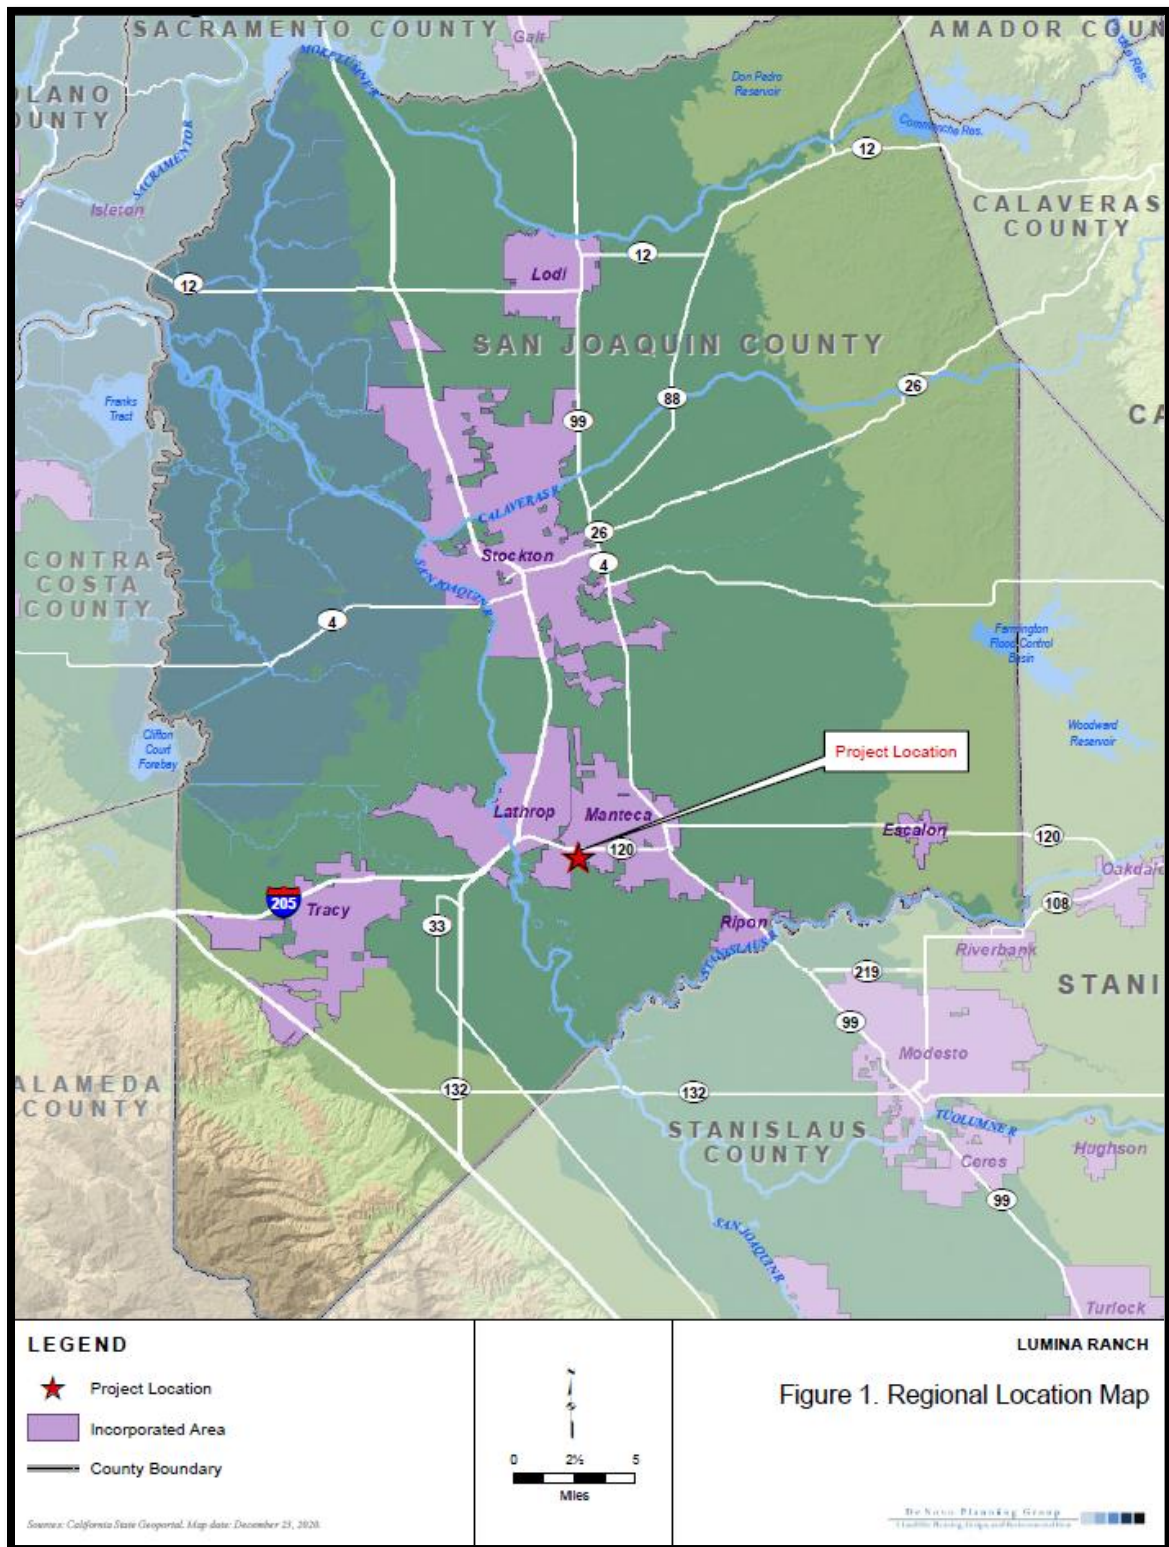 SACRAMENTO COUNTY
Galt
AMADOR COUN
MOKELUMNE R
Don Pedro
Reservoir
OLANO
OUNTY
SACRAMENTO R
Commanche Res.
12
Isleton
CALAVERAS
COUNTY
Lodi
12
12
SAN JOAQUIN COUNTY
26
88
Franks
Tract
99
CA
CALAVERAS R
26
Stockton
4
CONTRA
COSTA
COUNTY
SAN JOAQUIN R
4
Farmington
Flood Control
Basin
Woodward
Reservoir
Clifton
Court
Forebay
Project Location
Lathrop
Manteca
Escalon
120
120
Oakdale
205
Tracy
108
33
Ripon
STANISLAUS R
Riverbank
219
STANI
99
Modesto
ALAMEDA
COUNTY
132
132
TUOLUMNE R
STANISLAUS
COUNTY
Hughson
Ceres
99
SAN JOAQUIN R
Turlock
LEGEND
Project Location
Incorporated Area
County Boundary
Sources: California State Geoportal. Map date: December 23, 2020.
0 2½ 5
Miles
LUMINA RANCH
Figure 1. Regional Location Map
De Novo Planning Group